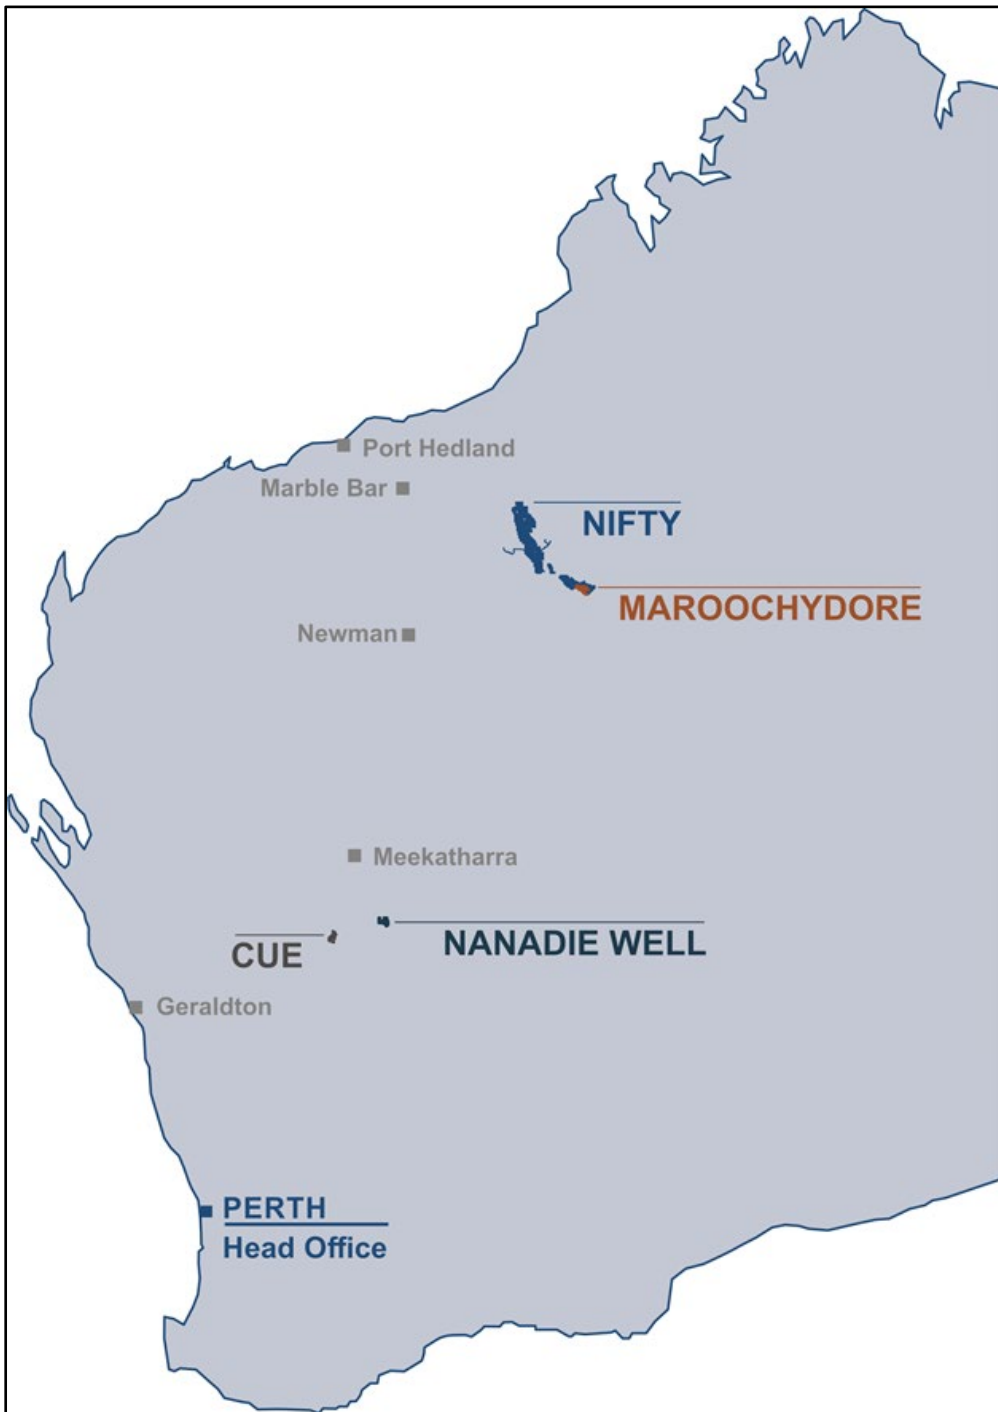 Port Hedland
Marble Bar
NIFTY
MAROOCHYDORE
Newman
Meekatharra
CUE
NANADIE WELL
Geraldton
PERTH
Head Office